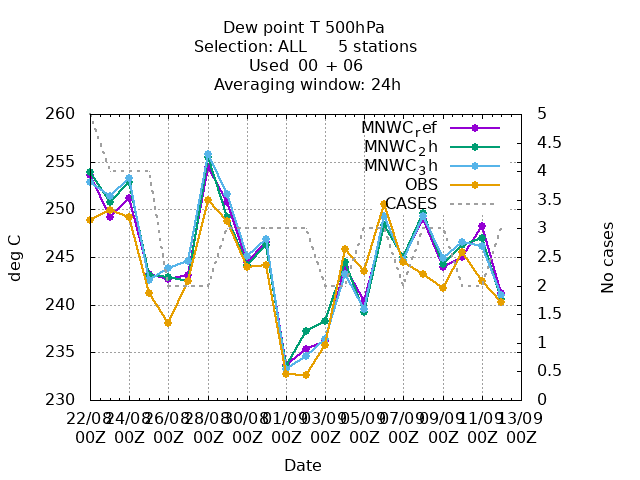 Dew point T 500hPa
Selection: ALL 5 stations
Used 00 + 06
Averaging window: 24h
260 5
MNWCref
4.5
MNWC2h
255 4
MNWC3h
OBS
3.5
CASES
250
3
245 2.5
2
240
1.5
235 1
0.5
230 0
deg C
No cases
22/08 24/08 26/08 28/08 30/08 01/09 03/09 05/09 07/09 09/09 11/09 13/09
00Z 00Z 00Z 00Z 00Z 00Z 00Z 00Z 00Z 00Z 00Z 00Z
Date